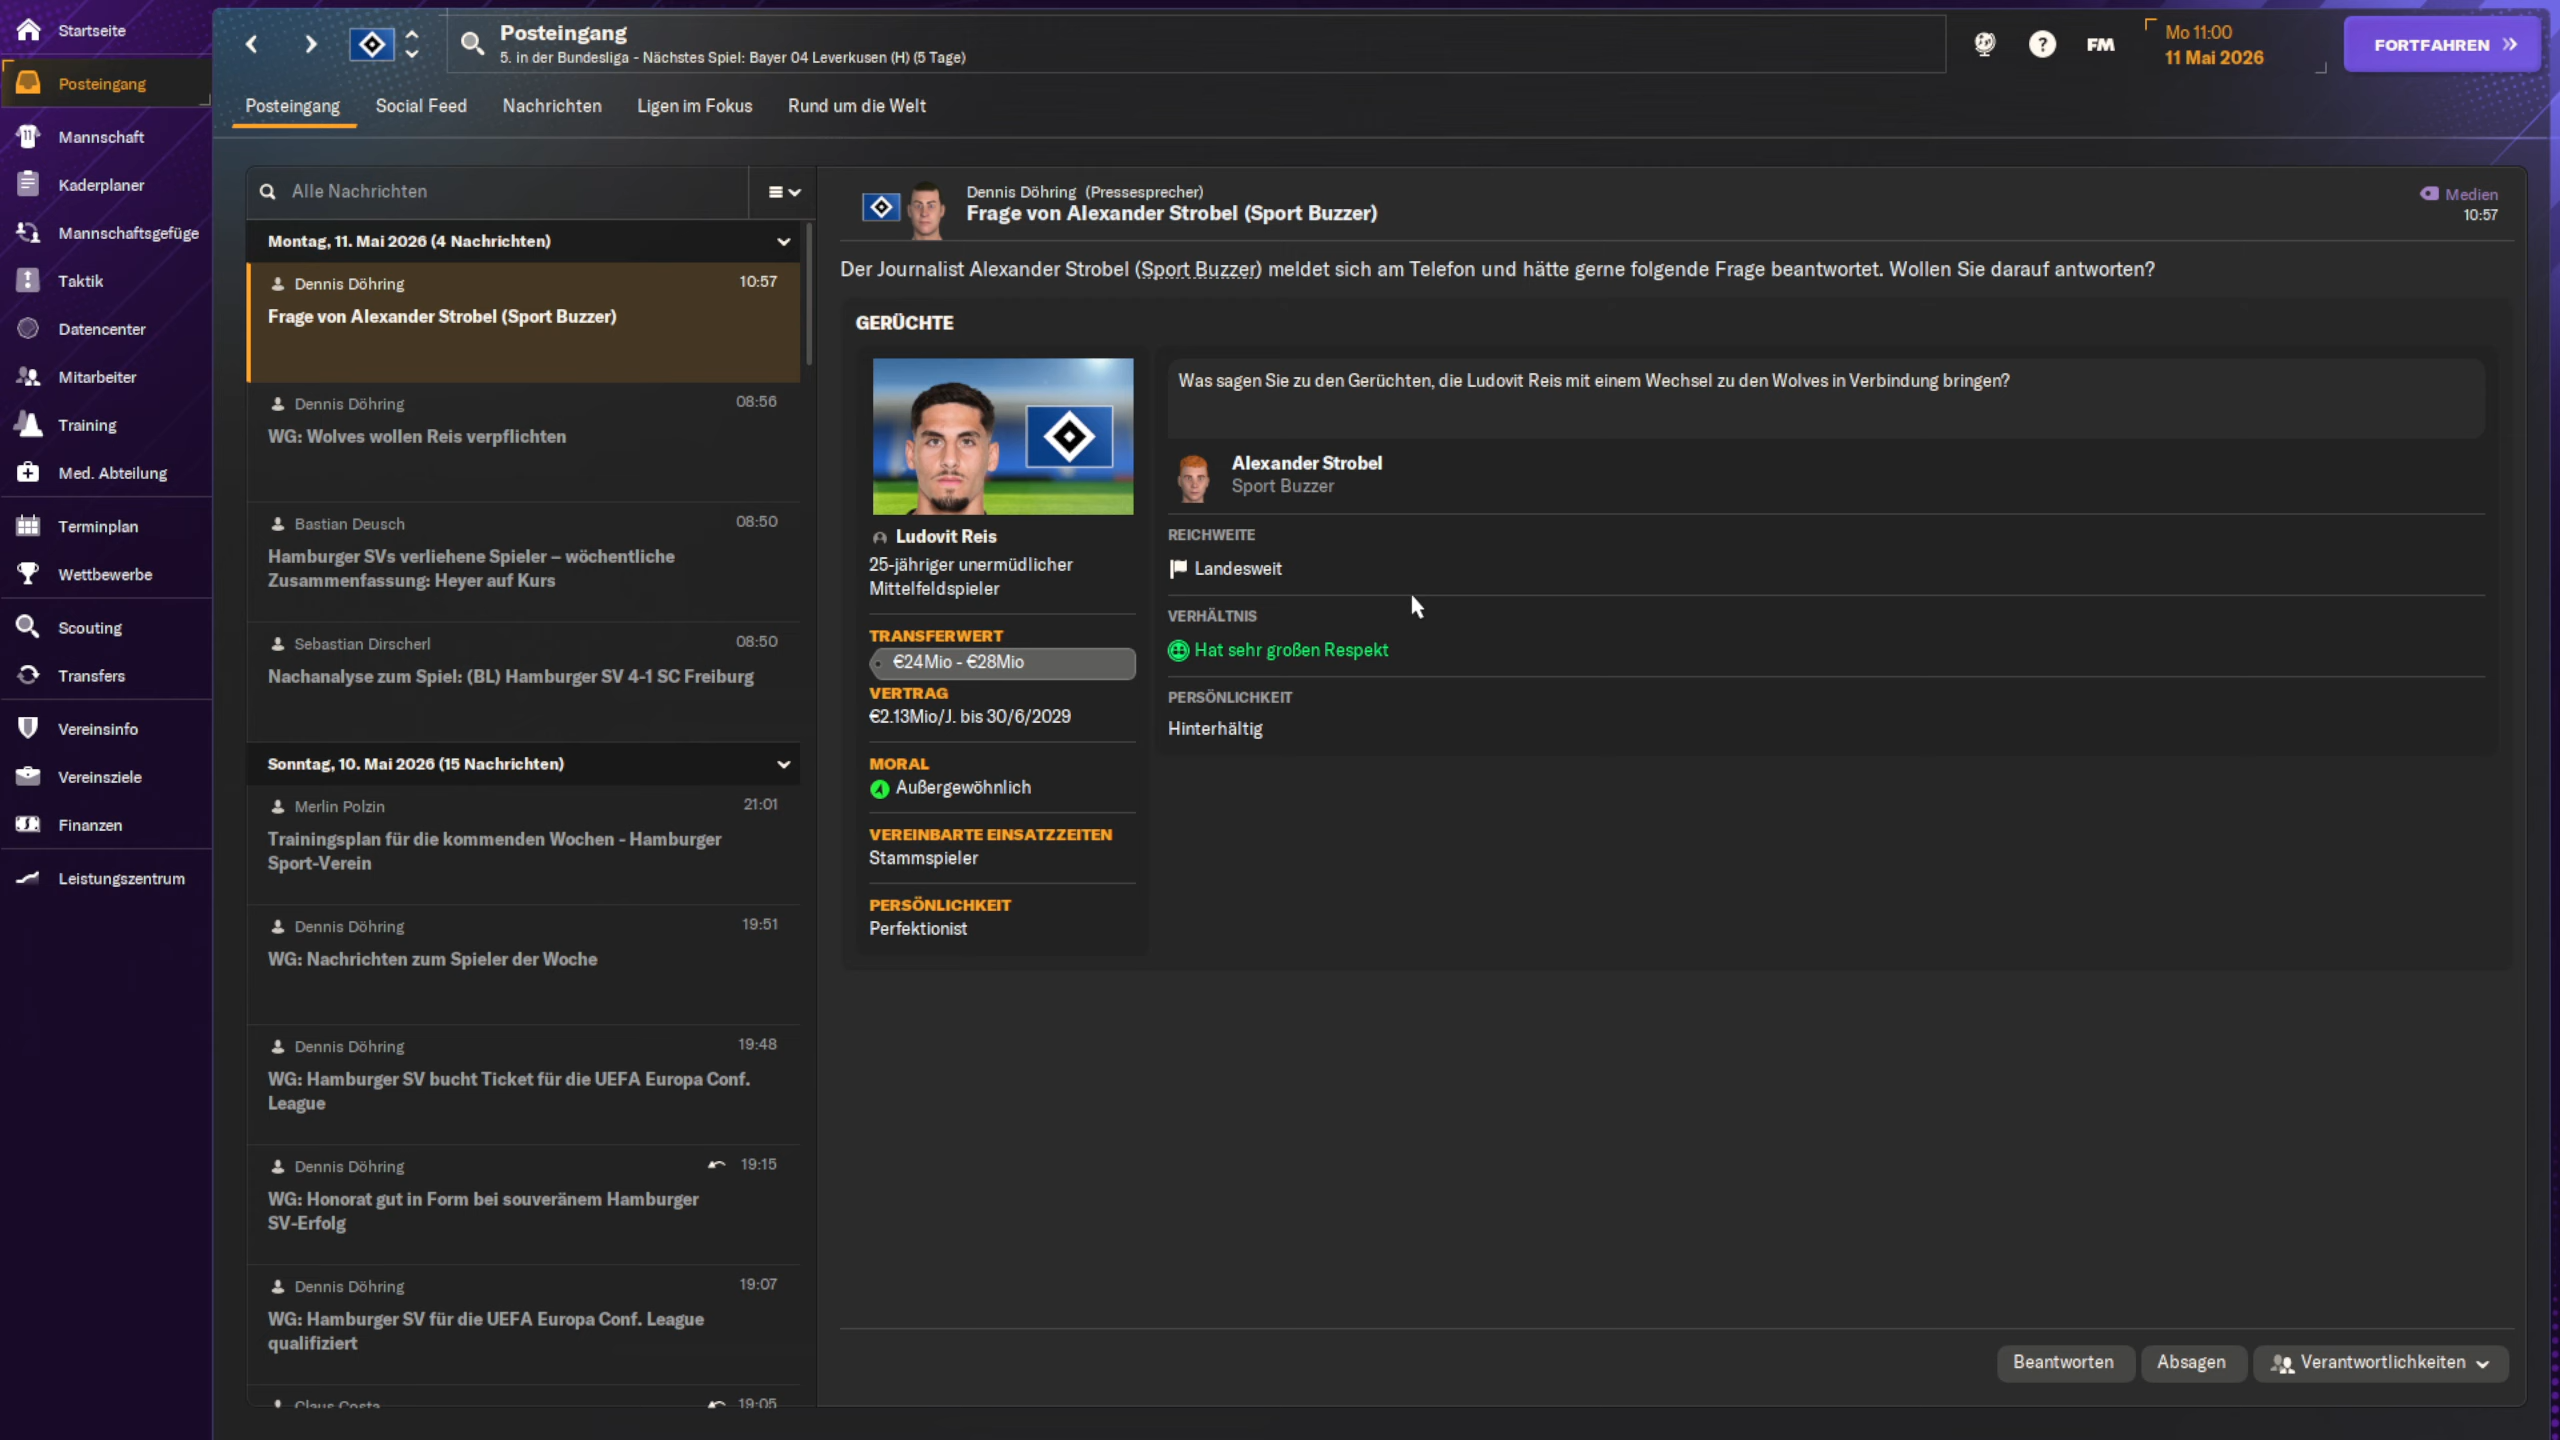 Startseite
Posteingang
Mannschaft
Kaderplaner
Mannschaftsgefüge
Taktik
Datencenter
Mitarbeiter
Training
Med. Abteilung
Terminplan
Wettbewerbe
Scouting
Transfers
Vereinsinfo
Vereinsziele
Finanzen
Leistungszentrum
Posteingang
5. in der Bundesliga - Nächstes Spiel: Bayer 04 Leverkusen (H) (5 Tage)
FM
Mo 11:00
11 Mai 2026
FORTFAHREN
Posteingang Social Feed Nachrichten Ligen im Fokus Rund um die Welt
Alle Nachrichten
Montag, 11. Mai 2026 (4 Nachrichten)
Dennis Döhring 10:57
Frage von Alexander Strobel (Sport Buzzer)
Dennis Döhring 08:56
WG: Wolves wollen Reis verpflichten
Bastian Deusch 08:50
Hamburger SVs verliehene Spieler – wöchentliche
Zusammenfassung: Heyer auf Kurs
Sebastian Dirscherl 08:50
Nachanalyse zum Spiel: (BL) Hamburger SV 4-1 SC Freiburg
Sonntag, 10. Mai 2026 (15 Nachrichten)
Merlin Polzin 21:01
Trainingsplan für die kommenden Wochen - Hamburger
Sport-Verein
Dennis Döhring 19:51
WG: Nachrichten zum Spieler der Woche
Dennis Döhring 19:48
WG: Hamburger SV bucht Ticket für die UEFA Europa Conf.
League
Dennis Döhring 19:15
WG: Honorat gut in Form bei souveränem Hamburger
SV-Erfolg
Dennis Döhring 19:07
WG: Hamburger SV für die UEFA Europa Conf. League
qualifiziert
Claus Costa 19:05
Dennis Döhring (Pressesprecher)
Frage von Alexander Strobel (Sport Buzzer)
Medien
10:57
Der Journalist Alexander Strobel (Sport Buzzer) meldet sich am Telefon und hätte gerne folgende Frage beantwortet. Wollen Sie darauf antworten?
GERÜCHTE
Ludovit Reis
25-jähriger unermüdlicher
Mittelfeldspieler
TRANSFERWERT
€24Mio - €28Mio
VERTRAG
€2.13Mio/J. bis 30/6/2029
MORAL
Außergewöhnlich
VEREINBARTE EINSATZZEITEN
Stammspieler
PERSÖNLICHKEIT
Perfektionist
Was sagen Sie zu den Gerüchten, die Ludovit Reis mit einem Wechsel zu den Wolves in Verbindung bringen?
Alexander Strobel
Sport Buzzer
REICHWEITE
Landesweit
VERHÄLTNIS
Hat sehr großen Respekt
PERSÖNLICHKEIT
Hinterhältig
Beantworten Absagen Verantwortlichkeiten